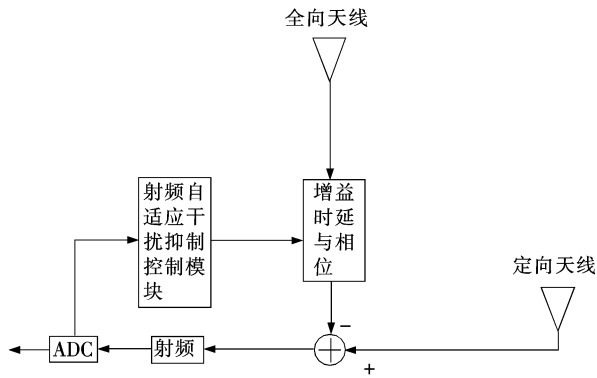 全向天线
射频自
适应干
扰抑制
控制模
块
增益
时延
与相
位
定向天线
−
+
射频
ADC